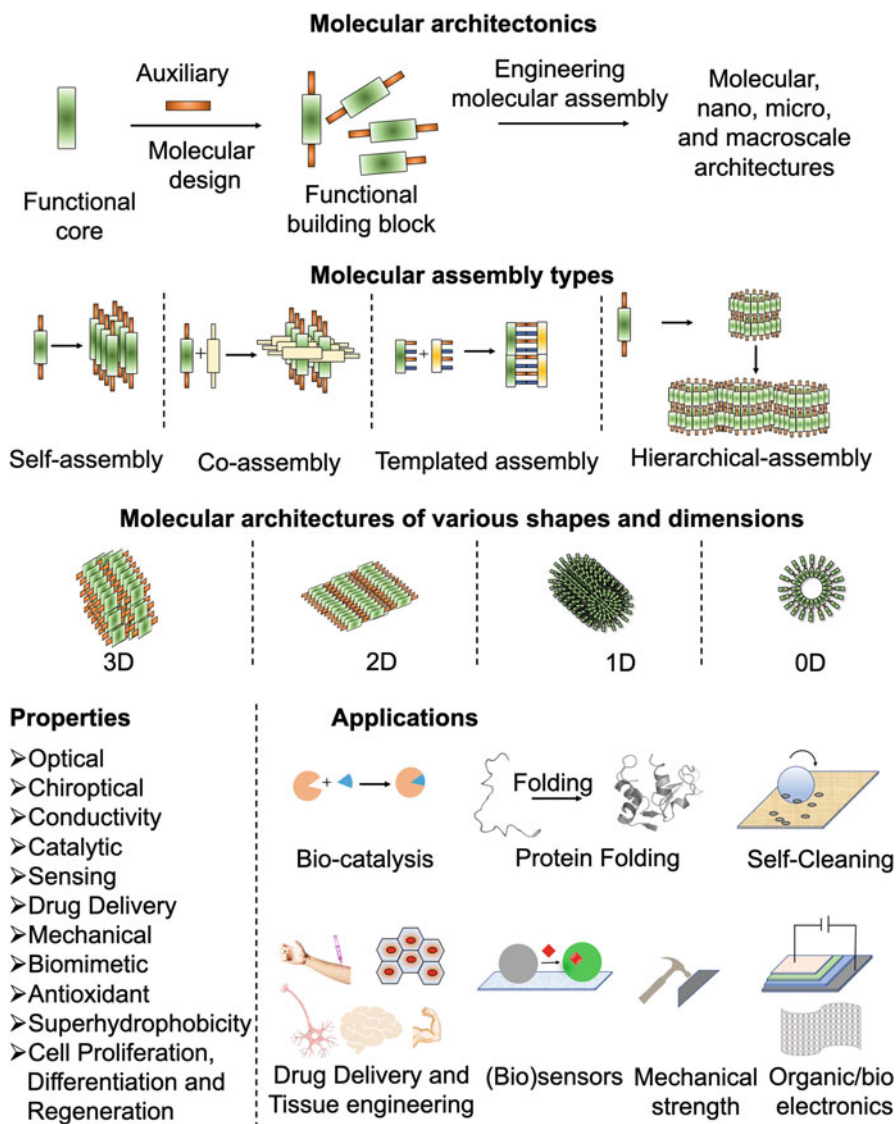 Molecular architectonics
Auxiliary
Molecular
design
Functional
core
Functional
building block
Engineering
molecular assembly
Molecular,
nano, micro,
and macroscale
architectures
Molecular assembly types
+
+
Self-assembly
Co-assembly
Templated assembly
Hierarchical-assembly
Molecular architectures of various shapes and dimensions
3D
2D
1D
0D
Properties
➢Optical
➢Chiroptical
➢Conductivity
➢Catalytic
➢Sensing
➢Drug Delivery
➢Mechanical
➢Biomimetic
➢Antioxidant
➢Superhydrophobicity
➢Cell Proliferation,
Differentiation and
Regeneration
Applications
+
Bio-catalysis
Folding
Protein Folding
Self-Cleaning
Drug Delivery and
Tissue engineering
(Bio)sensors
Mechanical
strength
Organic/bio
electronics